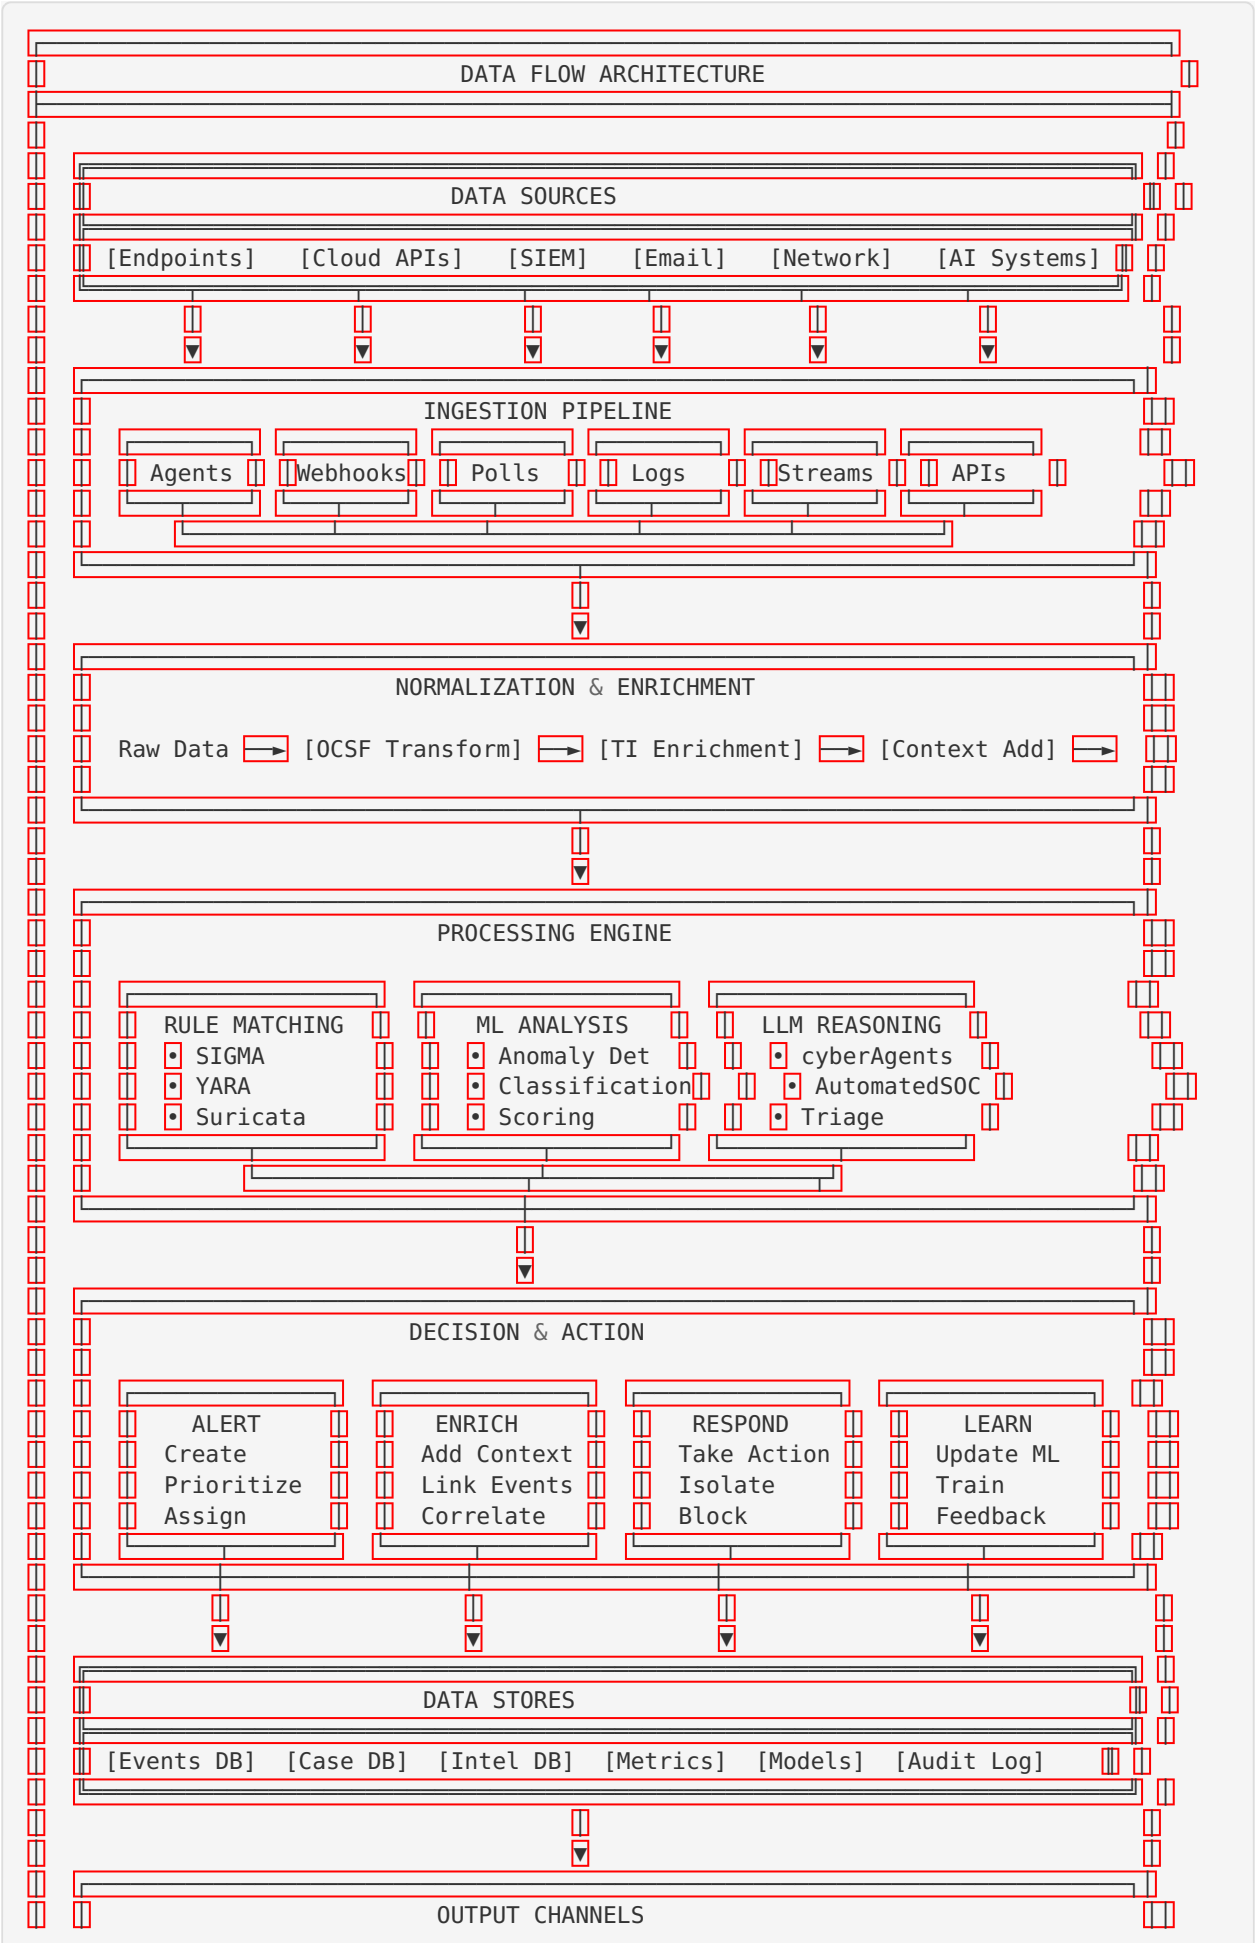 DATA FLOW ARCHITECTURE
DATA SOURCES
[Endpoints] [Cloud APIs] [SIEM] [Email] [Network] [AI Systems]
▼ ▼ ▼ ▼ ▼ ▼
INGESTION PIPELINE
Agents Webhooks Polls Logs Streams APIs
▼
NORMALIZATION & ENRICHMENT
Raw Data ──► [OCSF Transform] ──► [TI Enrichment] ──► [Context Add] ──►
▼
PROCESSING ENGINE
RULE MATCHING ML ANALYSIS LLM REASONING
• SIGMA • Anomaly Det • cyberAgents
• YARA • Classification • AutomatedSOC
• Suricata • Scoring • Triage
▼
DECISION & ACTION
ALERT ENRICH RESPOND LEARN
Create Add Context Take Action Update ML
Prioritize Link Events Isolate Train
Assign Correlate Block Feedback
▼ ▼ ▼ ▼
DATA STORES
[Events DB] [Case DB] [Intel DB] [Metrics] [Models] [Audit Log]
▼
OUTPUT CHANNELS